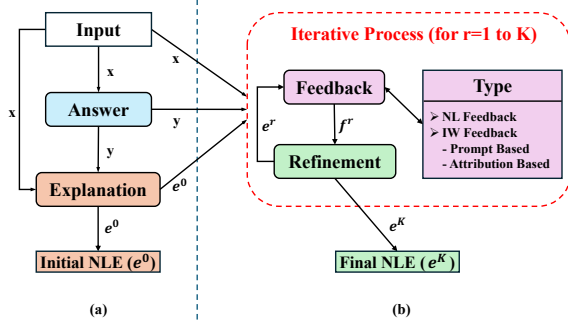 Input
x
x
x
Answer
y
y
Explanation
e⁰
e⁰
Initial NLE (e⁰)
(a)
Iterative Process (for r=1 to K)
Feedback
eʳ
fʳ
Refinement
Type
➢ NL Feedback
➢ IW Feedback
- Prompt Based
- Attribution Based
eᴷ
Final NLE (eᴷ)
(b)